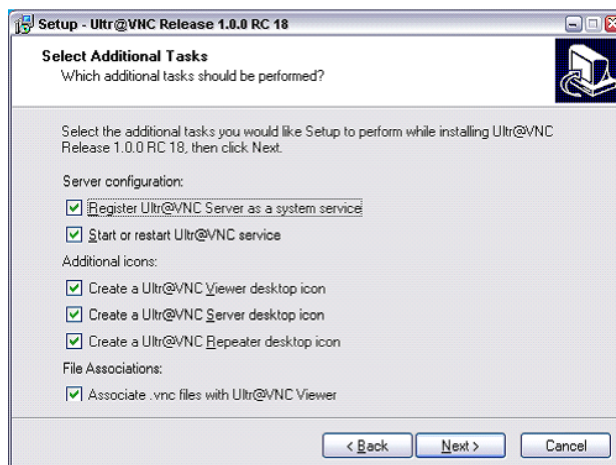 Setup - Ultr@VNC Release 1.0.0 RC 18
Select Additional Tasks
Which additional tasks should be performed?
Select the additional tasks you would like Setup to perform while installing Ultr@VNC
Release 1.0.0 RC 18, then click Next.
Server configuration:
Register Ultr@VNC Server as a system service
Start or restart Ultr@VNC service
Additional icons:
Create a Ultr@VNC Viewer desktop icon
Create a Ultr@VNC Server desktop icon
Create a Ultr@VNC Repeater desktop icon
File Associations:
Associate .vnc files with Ultr@VNC Viewer
< Back Next > Cancel